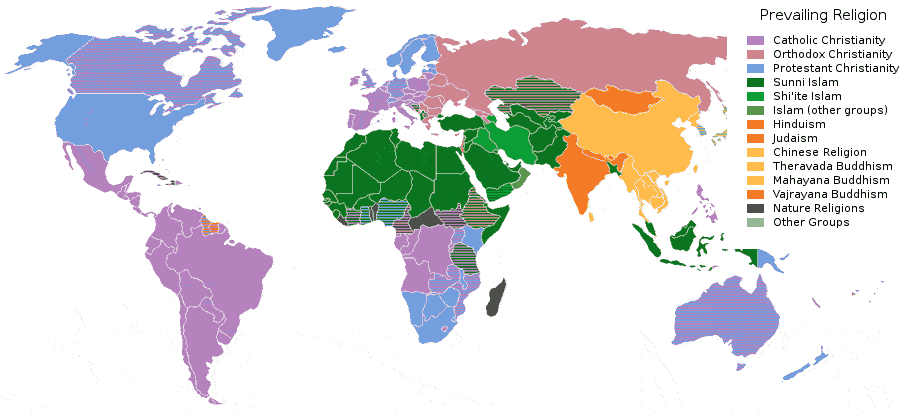 Prevailing Religion
Catholic Christianity
Orthodox Christianity
Protestant Christianity
Sunni Islam
Shi'ite Islam
Islam (other groups)
Hinduism
Judaism
Chinese Religion
Theravada Buddhism
Mahayana Buddhism
Vajrayana Buddhism
Nature Religions
Other Groups